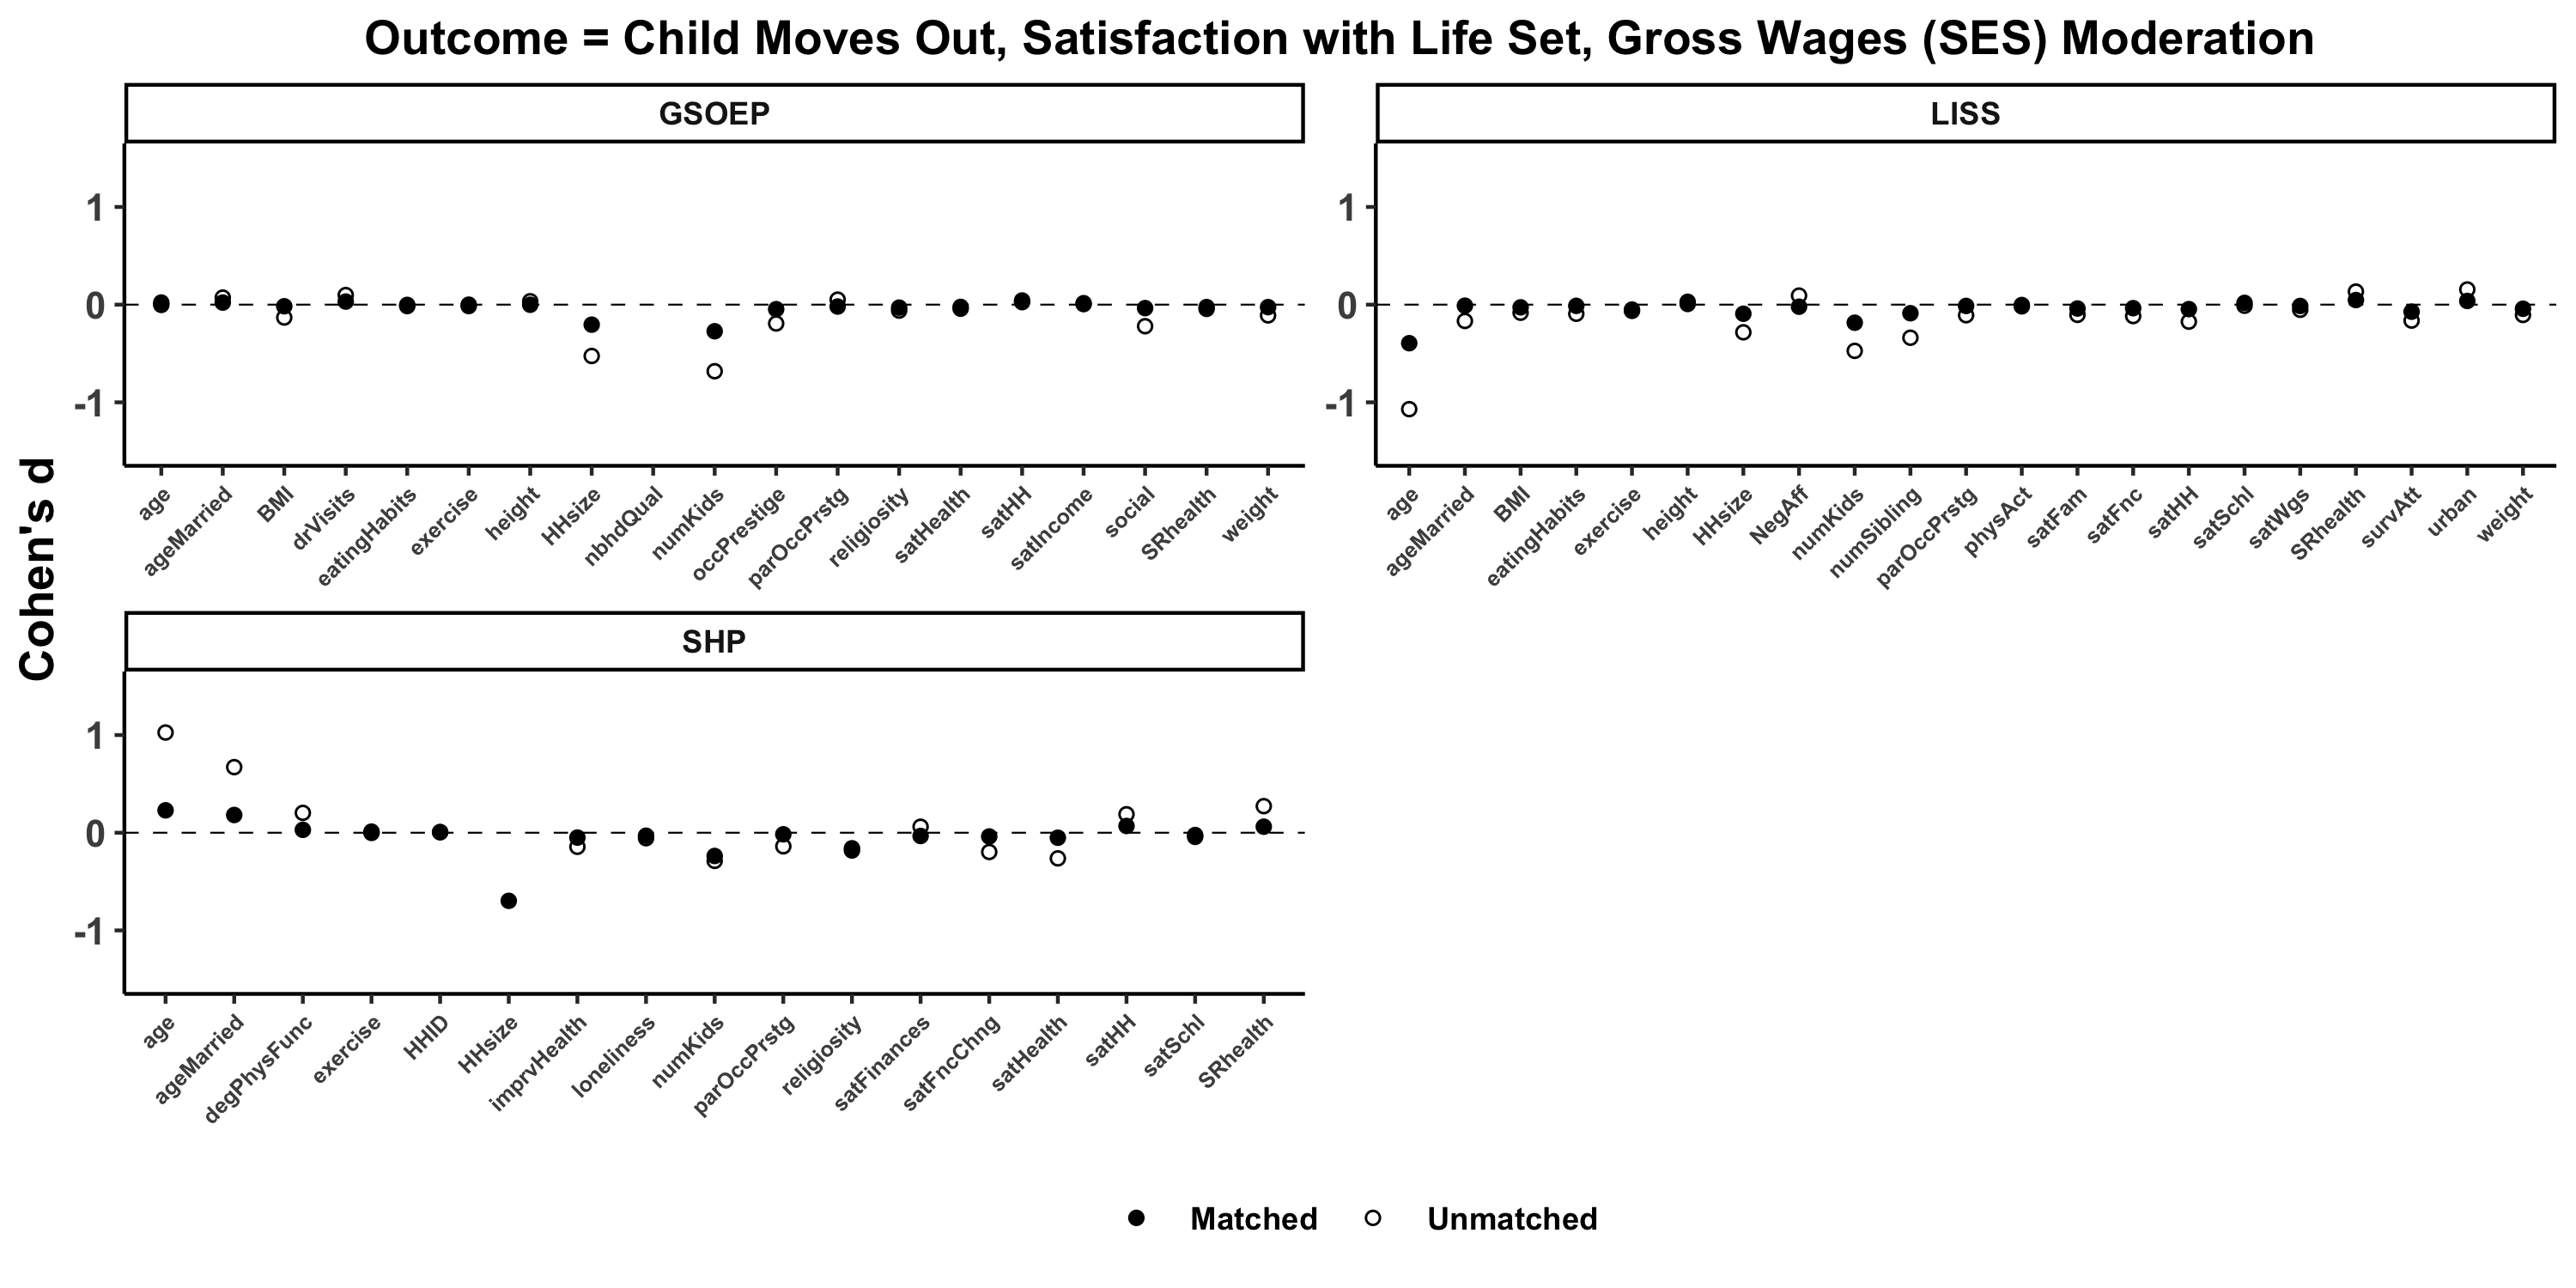 Outcome = Child Moves Out, Satisfaction with Life Set, Gross Wages (SES) Moderation
Cohen's d
GSOEP
1
0
-1
age
ageMarried
BMI
drVisits
eatingHabits
exercise
height
HHsize
nbhdQual
numKids
occPrestige
parOccPrstg
religiosity
satHealth
satHH
satIncome
social
SRhealth
weight
LISS
1
0
-1
age
ageMarried
BMI
eatingHabits
exercise
height
HHsize
NegAff
numKids
numSibling
parOccPrstg
physAct
satFam
satFnc
satHH
satSchl
satWgs
SRhealth
survAtt
urban
weight
SHP
1
0
-1
age
ageMarried
degPhysFunc
exercise
HHID
HHsize
imprvHealth
loneliness
numKids
parOccPrstg
religiosity
satFinances
satFncChng
satHealth
satHH
satSchl
SRhealth
Matched
Unmatched